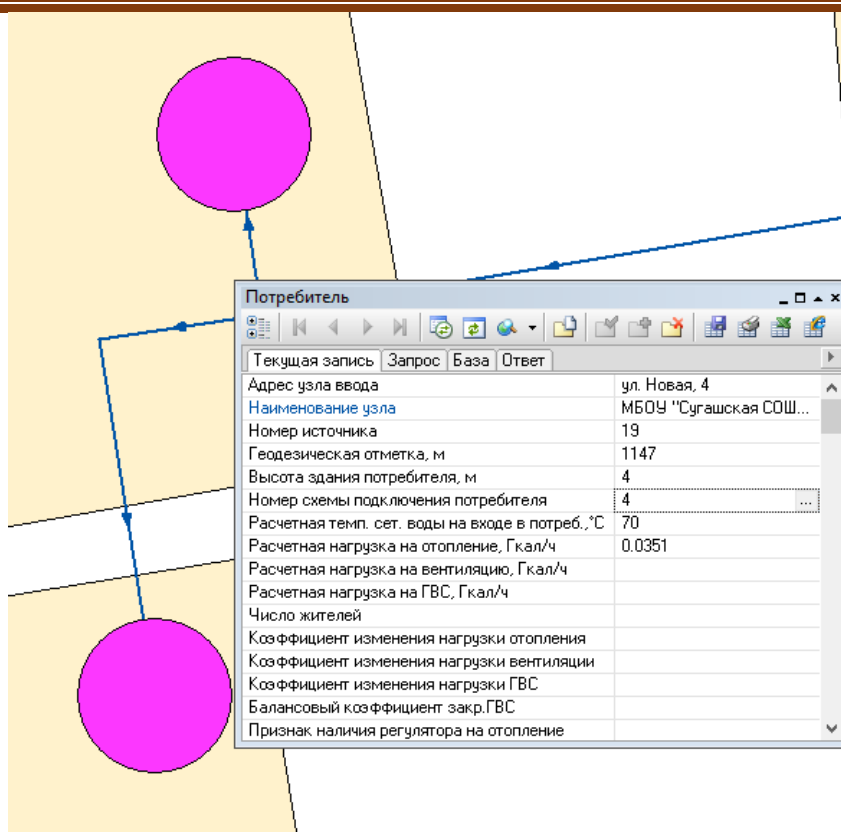 Потребитель
Текущая запись Запрос База Ответ
Адрес узла ввода ул. Новая, 4
Наименование узла МБОУ "Сугашская СОШ...
Номер источника 19
Геодезическая отметка, м 1147
Высота здания потребителя, м 4
Номер схемы подключения потребителя 4 ...
Расчетная темп. сет. воды на входе в потреб.,°C 70
Расчетная нагрузка на отопление, Гкал/ч 0.0351
Расчетная нагрузка на вентиляцию, Гкал/ч
Расчетная нагрузка на ГВС, Гкал/ч
Число жителей
Коэффициент изменения нагрузки отопления
Коэффициент изменения нагрузки вентиляции
Коэффициент изменения нагрузки ГВС
Балансовый коэффициент закр.ГВС
Признак наличия регулятора на отопление